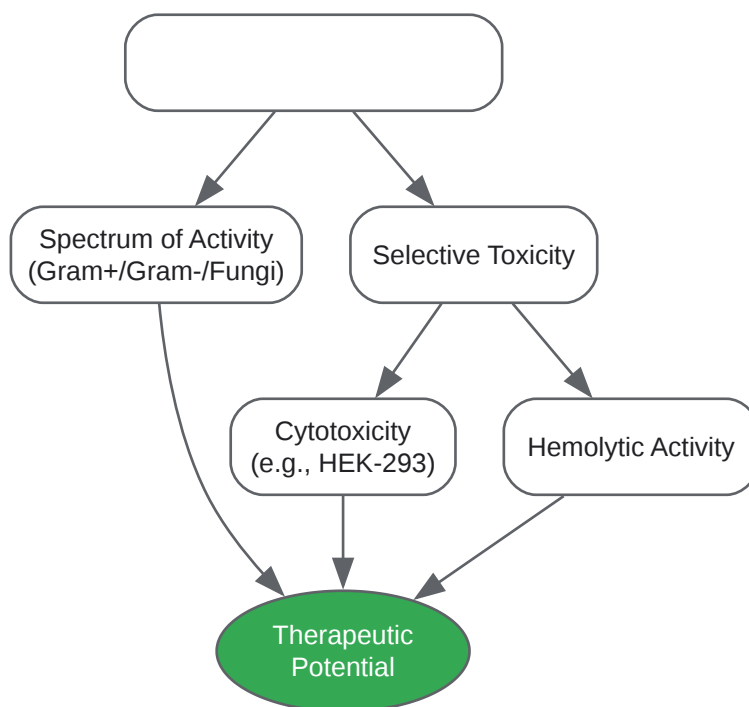 Spectrum of Activity
(Gram+/Gram-/Fungi)
Selective Toxicity
Cytotoxicity
(e.g., HEK-293)
Hemolytic Activity
Therapeutic
Potential